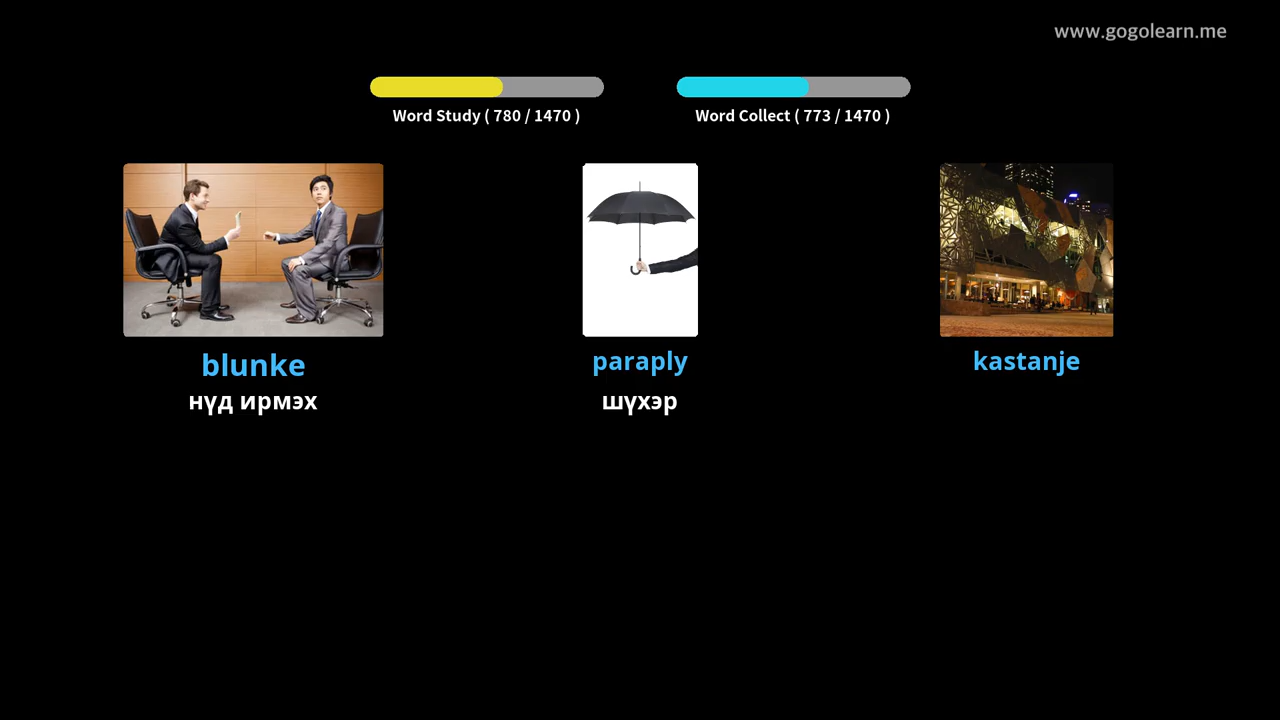 www.gogolearn.me
Word Study ( 780 / 1470 )
Word Collect ( 773 / 1470 )
blunke
нүд ирмэх
paraply
шүхэр
kastanje